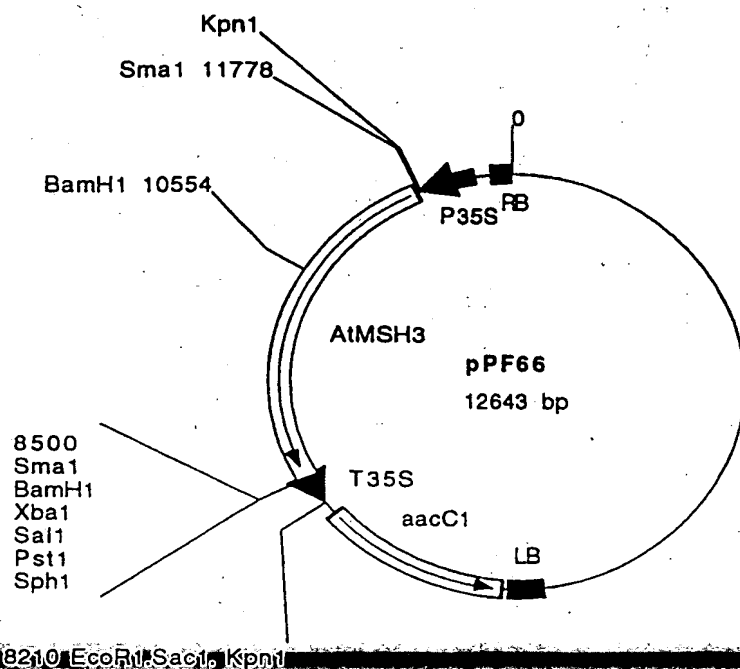 Kpn1
Sma1 11778
0
BamH1 10554
P35S
RB
AtMSH3
pPF66
12643 bp
8500
Sma1
BamH1
Xba1
Sal1
Pst1
Sph1
T35S
aacC1
LB
8210 EcoR1.Sac1, Kpn1